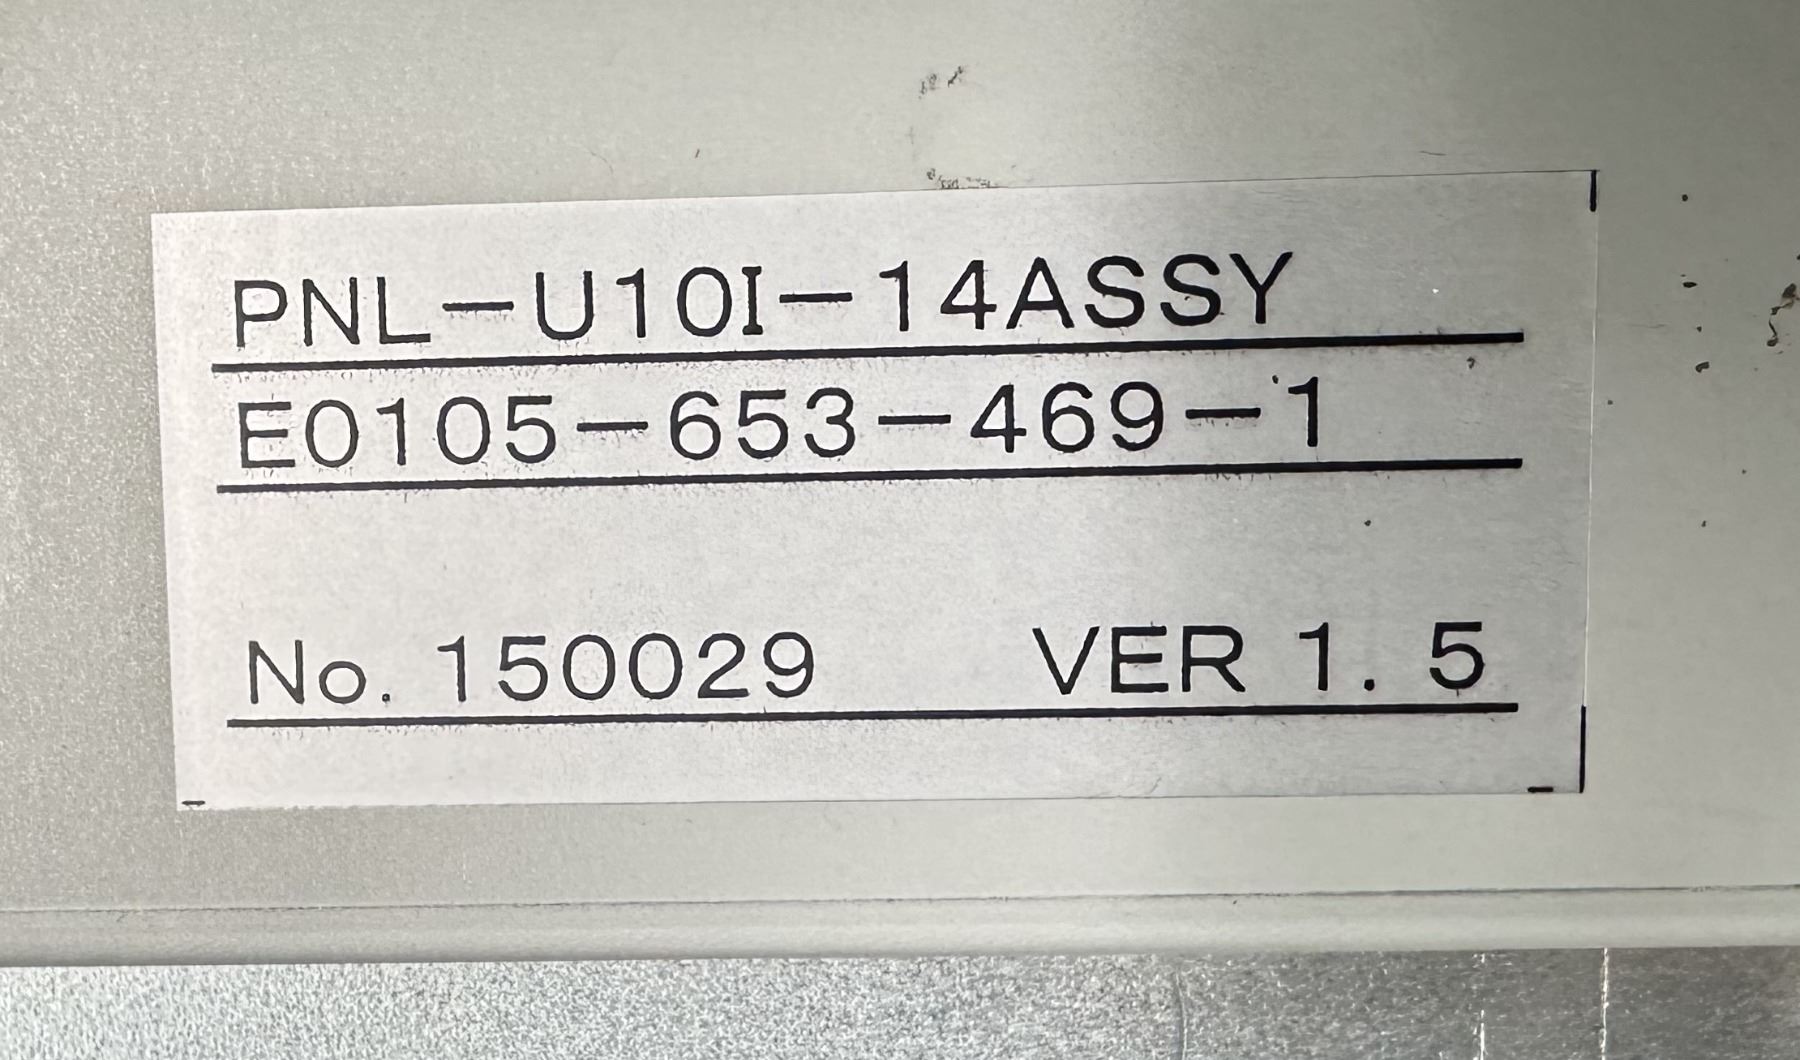 PNL-U10I-14ASSY
E0105-653-469-1
No. 150029 VER 1. 5